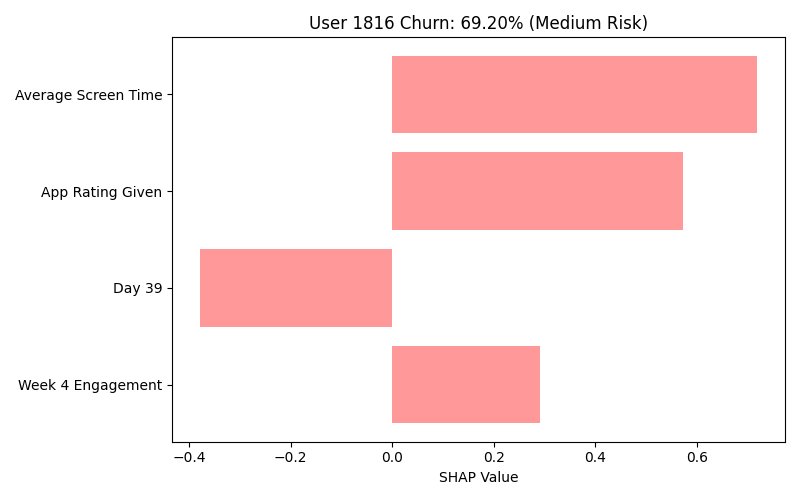 User 1816 Churn: 69.20% (Medium Risk)
Average Screen Time
App Rating Given
Day 39
Week 4 Engagement
−0.4 −0.2 0.0 0.2 0.4 0.6
SHAP Value